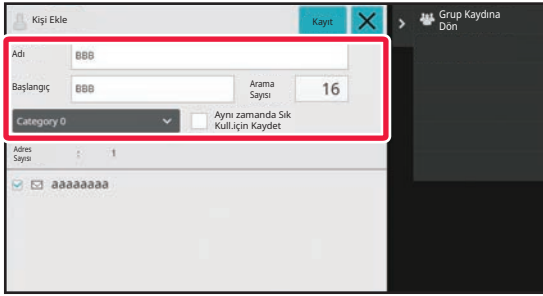 Kişi Ekle
Kayıt
Grup Kaydına
Dön
Adı
BBB
Başlangıç
BBB
Arama
Sayısı
16
Category 0
Aynı zamanda Sık
Kull.için Kaydet
Adres
Sayısı
: 1
aaaaaaaa